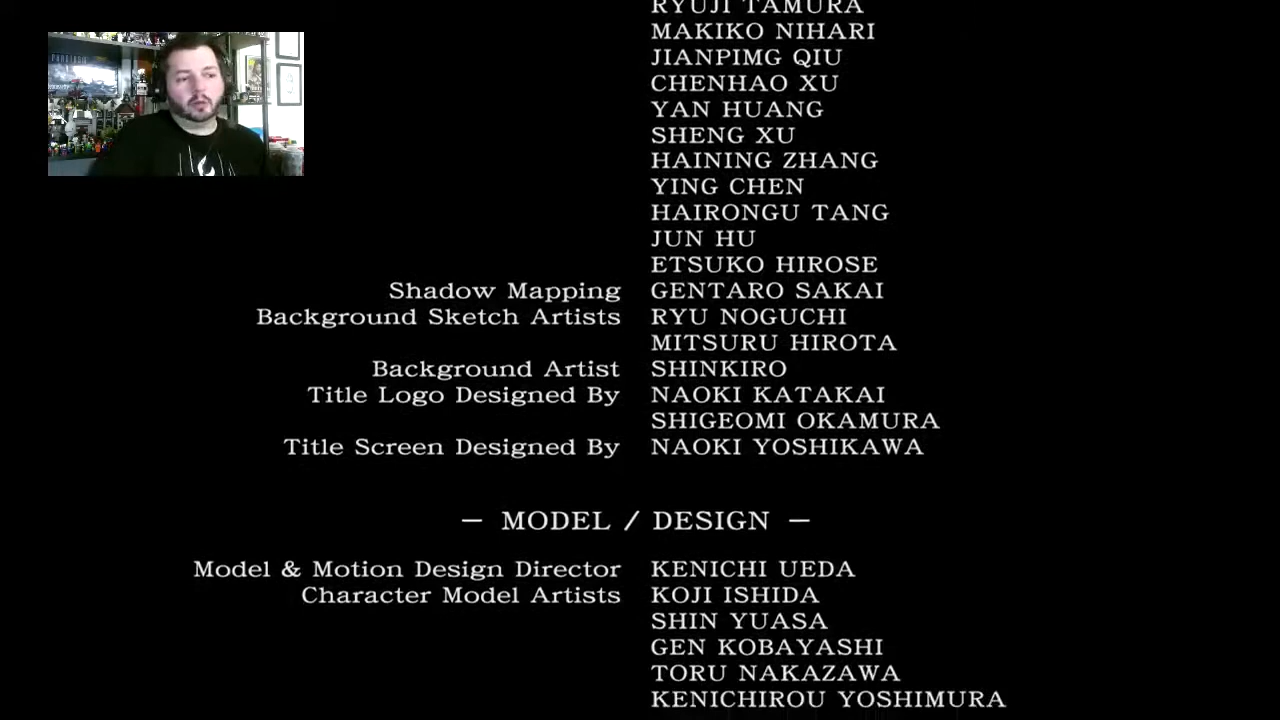 RYUJI TAMURA
MAKIKO NIHARI
JIANPIMG QIU
CHENHAO XU
YAN HUANG
SHENG XU
HAINING ZHANG
YING CHEN
HAIRONGU TANG
JUN HU
ETSUKO HIROSE
Shadow Mapping GENTARO SAKAI
Background Sketch Artists RYU NOGUCHI
MITSURU HIROTA
Background Artist SHINKIRO
Title Logo Designed By NAOKI KATAKAI
SHIGEOMI OKAMURA
Title Screen Designed By NAOKI YOSHIKAWA
— MODEL / DESIGN —
Model & Motion Design Director KENICHI UEDA
Character Model Artists KOJI ISHIDA
SHIN YUASA
GEN KOBAYASHI
TORU NAKAZAWA
KENICHIROU YOSHIMURA